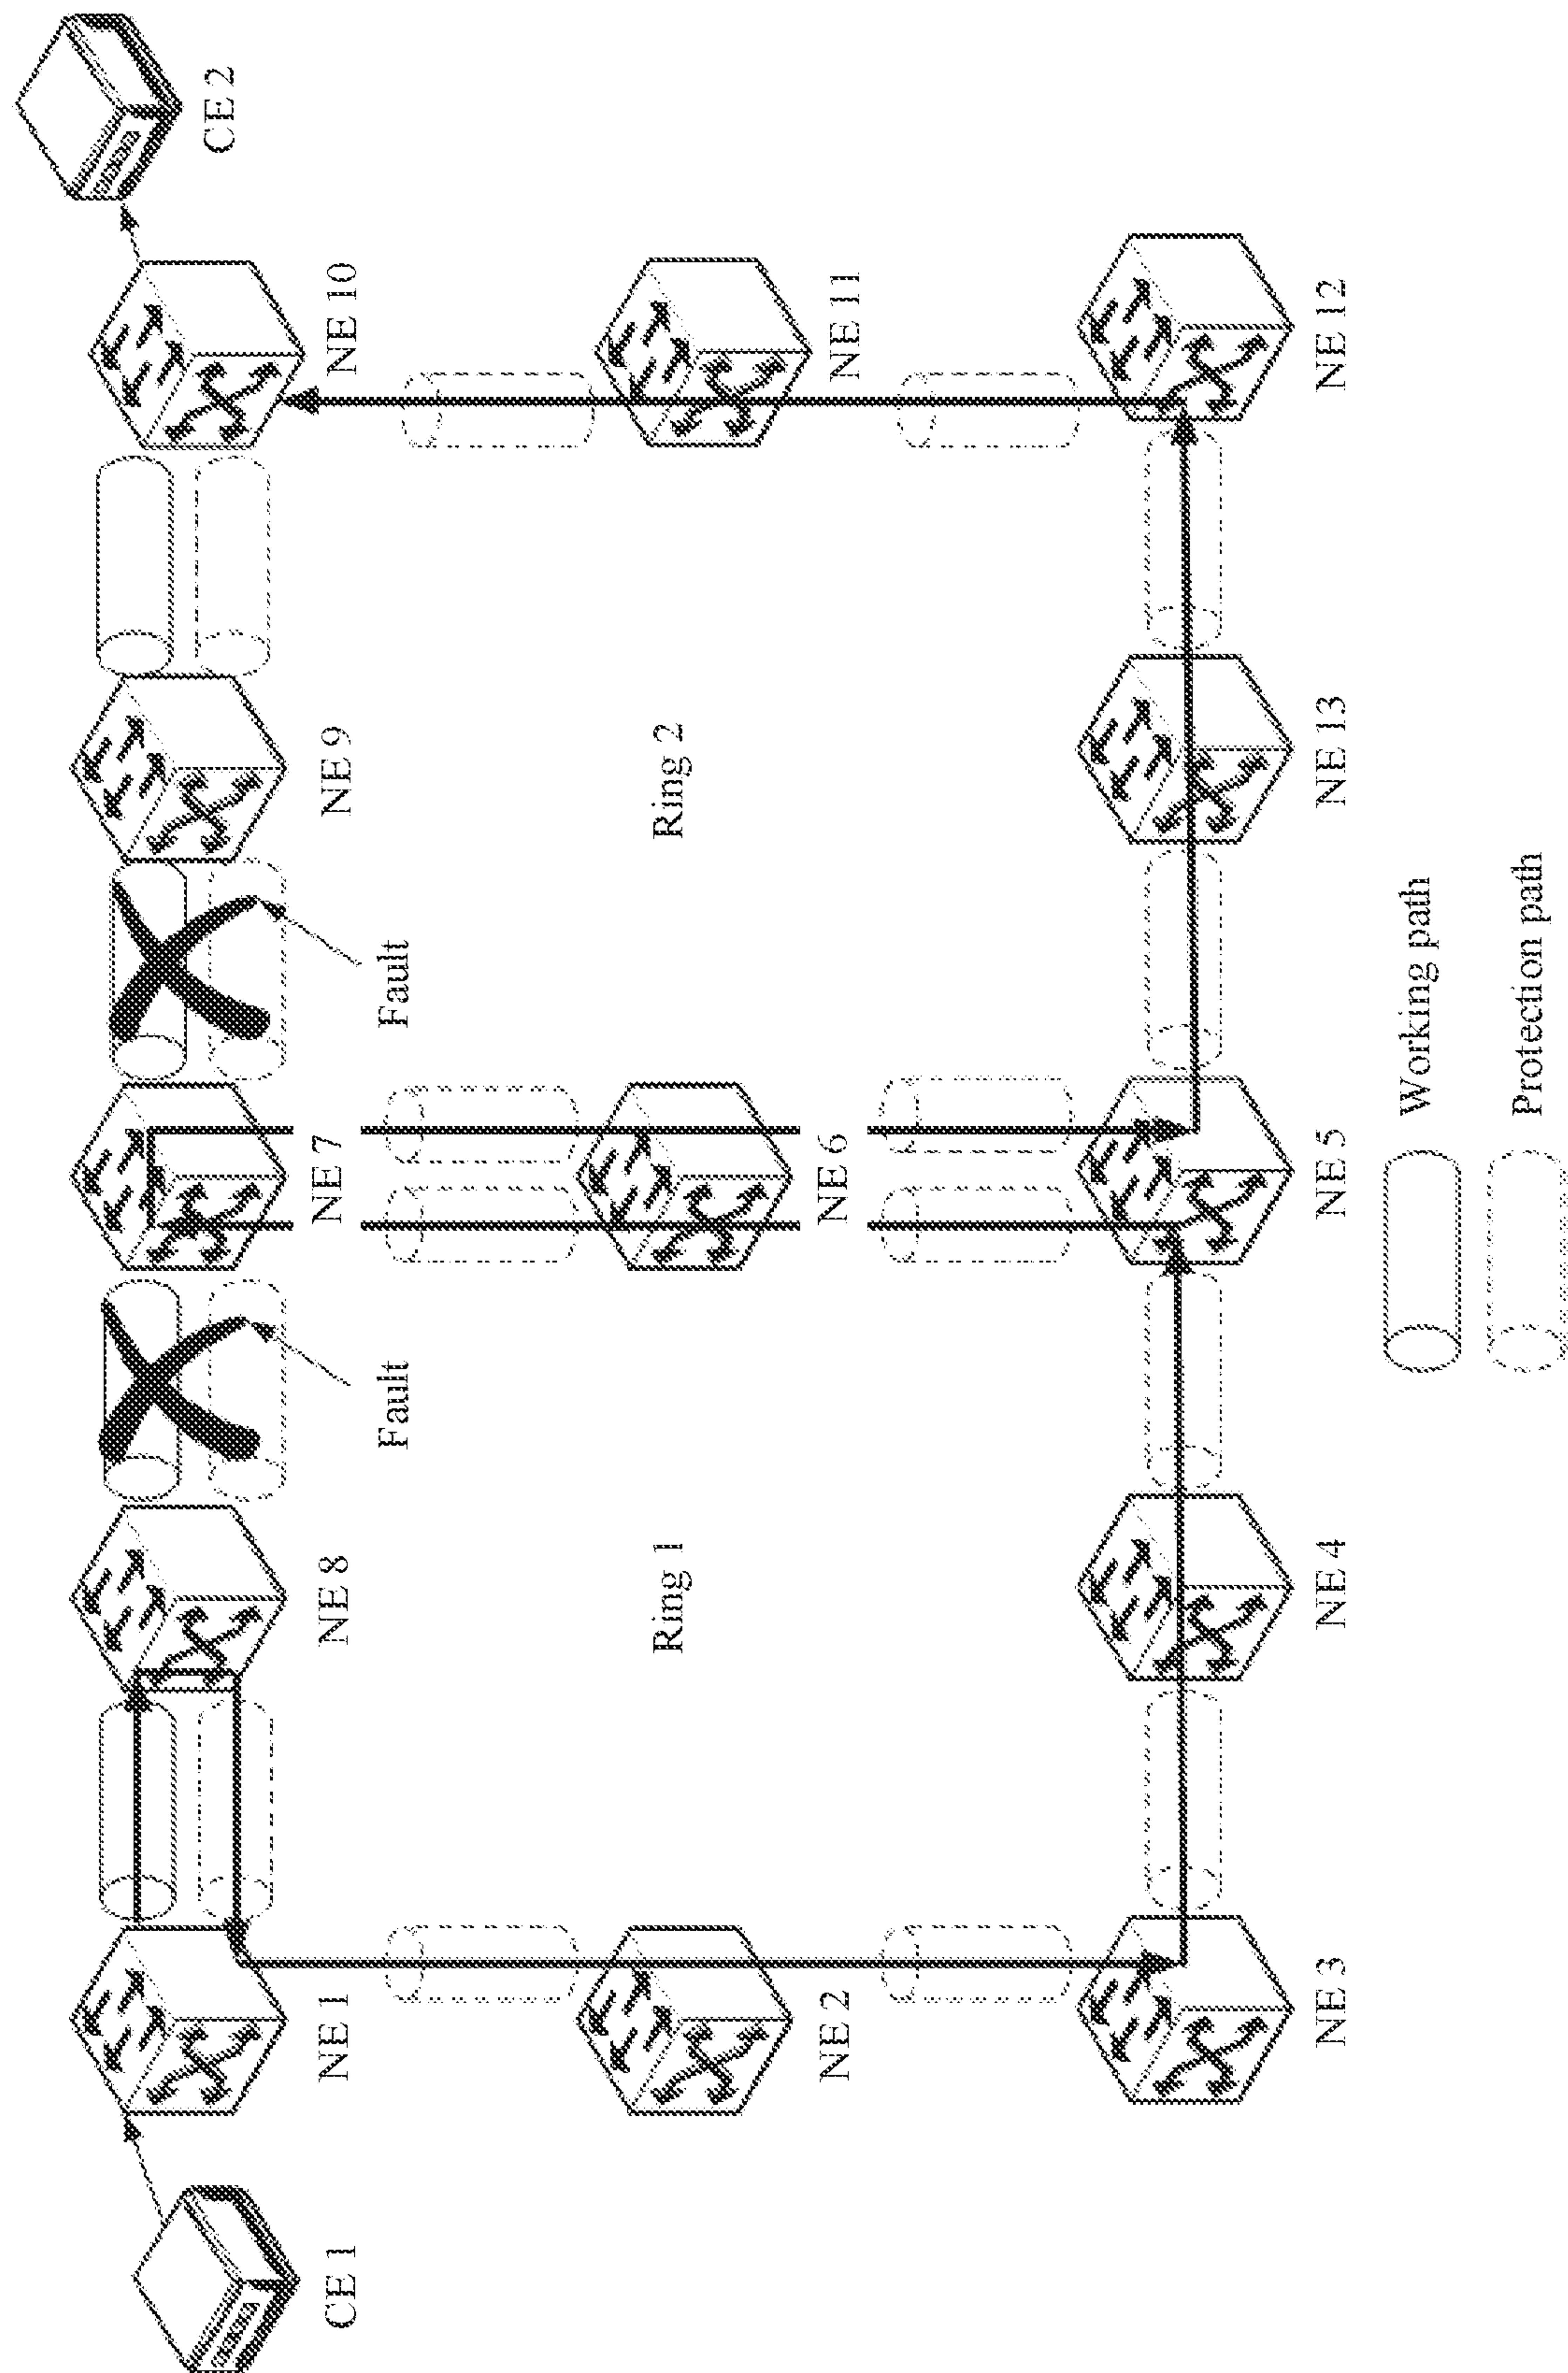 CE 1
NE 1
NE 8
NE 7
NE 9
NE 10
CE 2
Fault
Fault
NE 2
Ring 1
NE 6
Ring 2
NE 11
NE 3
NE 4
NE 5
NE 13
NE 12
Working path
Protection path